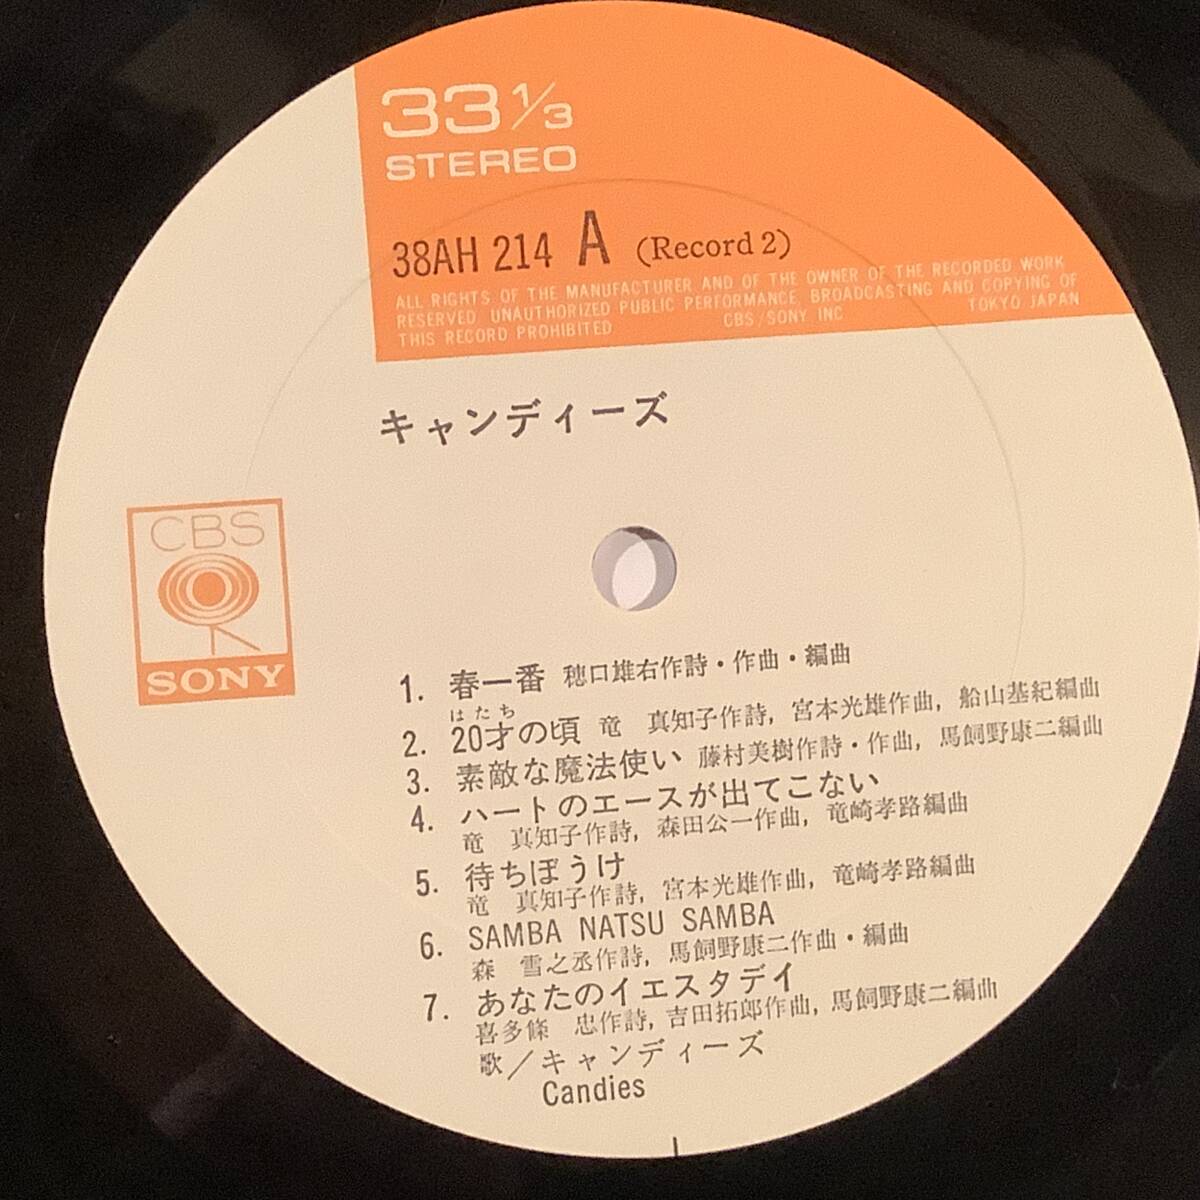 33 1/3
STEREO
38AH 214 A (Record 2)
ALL RIGHTS OF THE MANUFACTURER AND OF THE OWNER OF THE RECORDED WORK
RESERVED. UNAUTHORIZED PUBLIC PERFORMANCE, BROADCASTING AND COPYING OF
THIS RECORD PROHIBITED. CBS/SONY INC TOKYO JAPAN
キャンディーズ
CBS
SONY
1. 春一番 穂口雄右作詩・作曲・編曲
はたち
2. 20才の頃 竜 真知子作詩, 宮本光雄作曲, 船山基紀編曲
3. 素敵な魔法使い 藤村美樹作詩・作曲, 馬飼野康二編曲
4. ハートのエースが出てこない
竜 真知子作詩, 森田公一作曲, 竜崎孝路編曲
5. 待ちぼうけ
竜 真知子作詩, 宮本光雄作曲, 竜崎孝路編曲
6. SAMBA NATSU SAMBA
森 雪之丞作詩, 馬飼野康二作曲・編曲
7. あなたのイエスタデイ
喜多條 忠作詩, 吉田拓郎作曲, 馬飼野康二編曲
歌/キャンディーズ
Candies